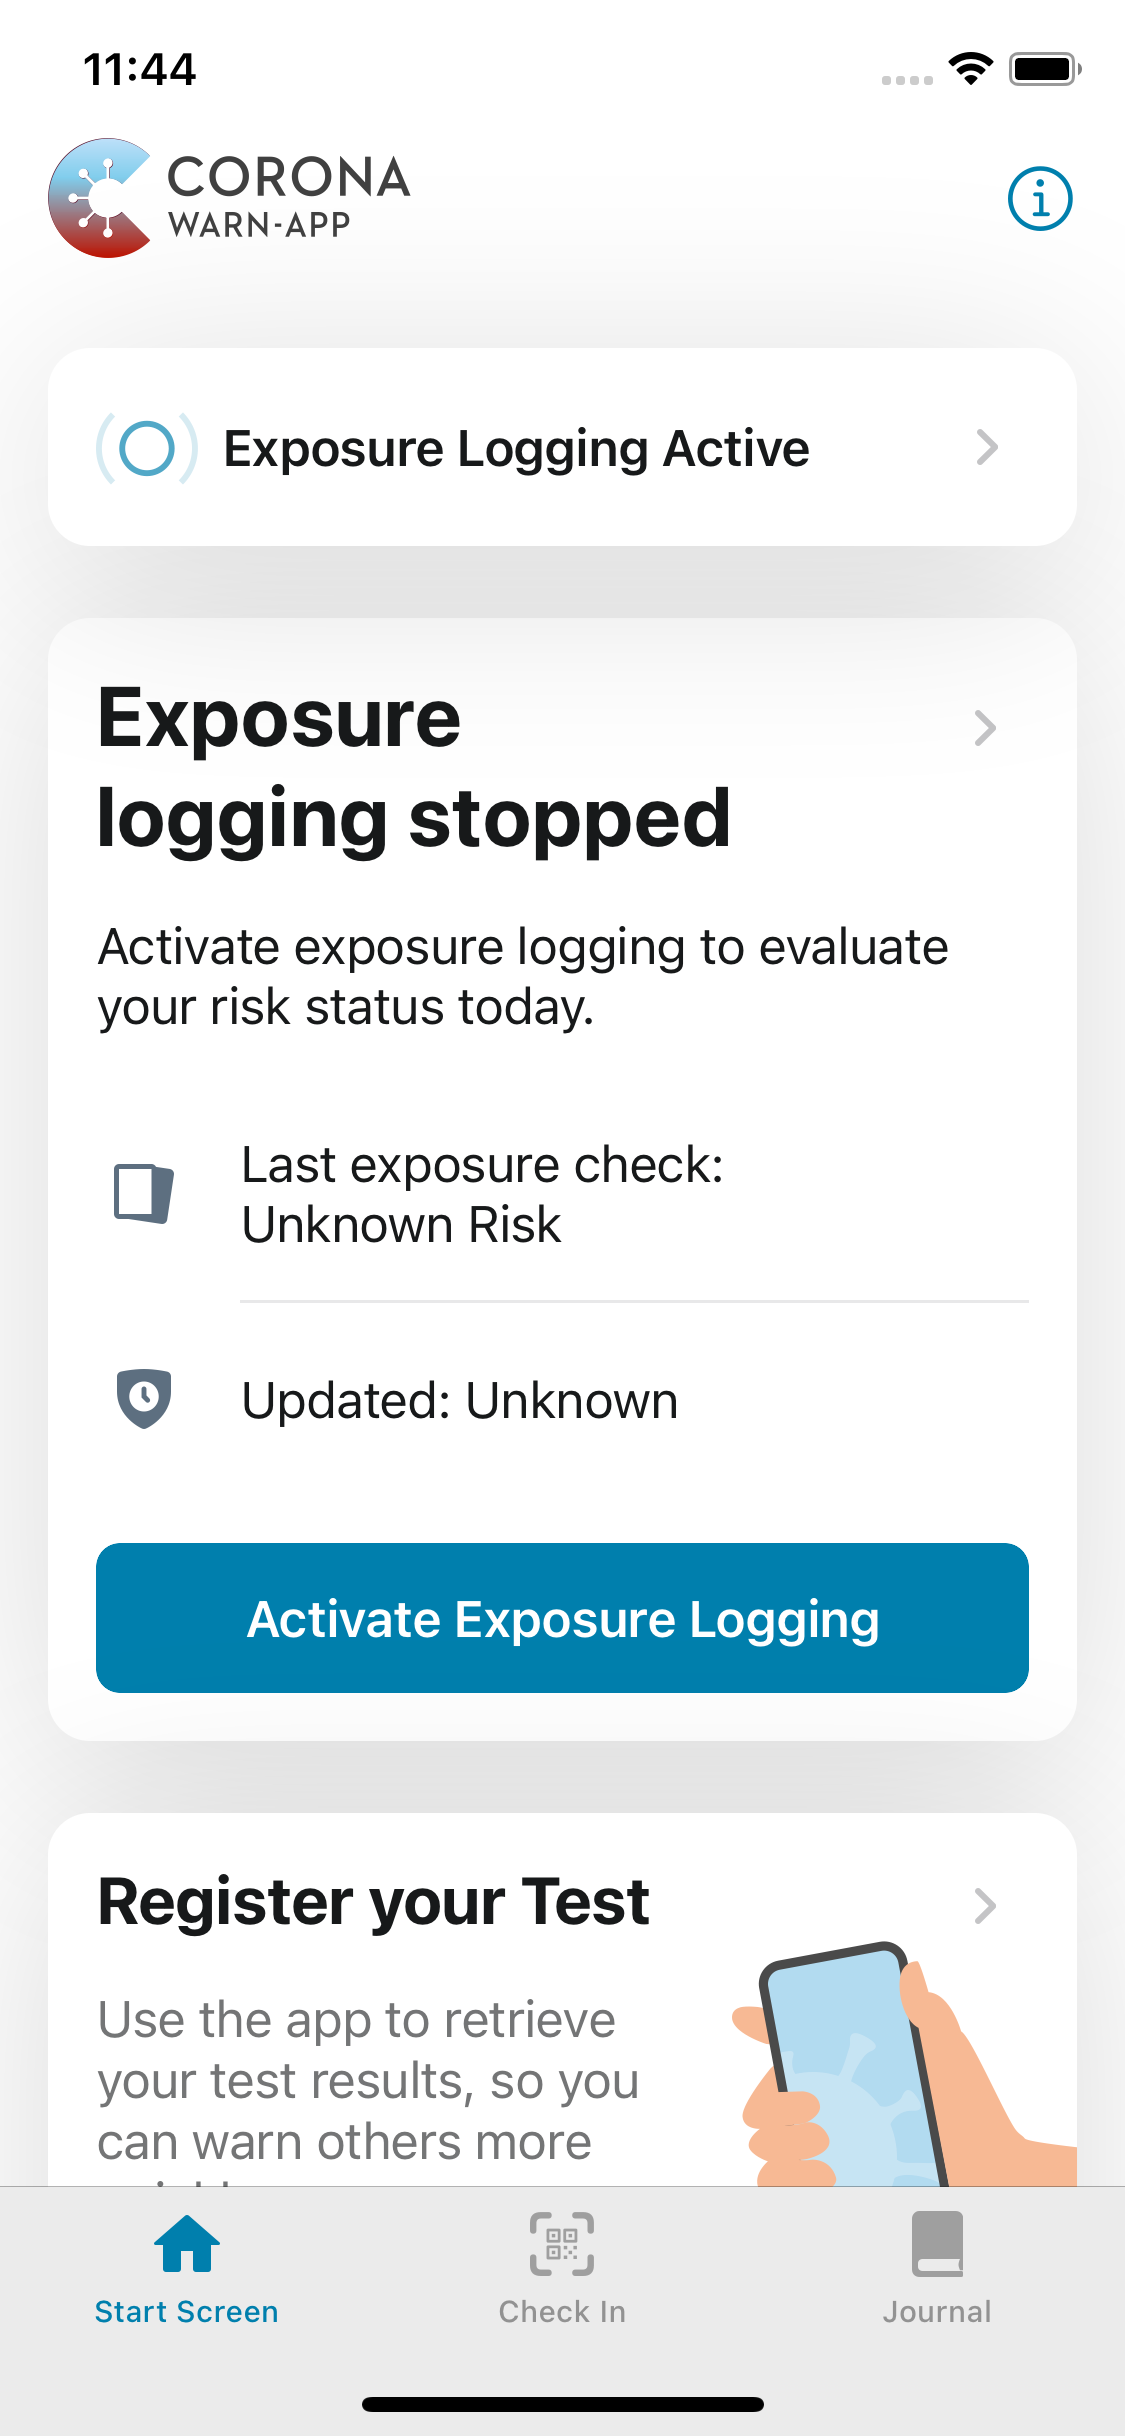 11:44
CORONA
WARN-APP
Exposure Logging Active
Exposure
logging stopped
Activate exposure logging to evaluate
your risk status today.
Last exposure check:
Unknown Risk
Updated: Unknown
Activate Exposure Logging
Register your Test
Use the app to retrieve
your test results, so you
can warn others more
Start Screen
Check In
Journal